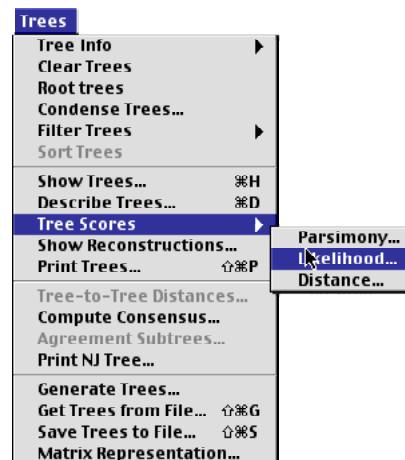 Trees
Tree Info
Clear Trees
Root trees
Condense Trees...
Filter Trees
Sort Trees
Show Trees... ⌘H
Describe Trees... ⌘D
Tree Scores
Parsimony...
Likelihood...
Distance...
Show Reconstructions...
Print Trees... ⇧⌘P
Tree-to-Tree Distances...
Compute Consensus...
Agreement Subtrees...
Print NJ Tree...
Generate Trees...
Get Trees from File... ⇧⌘G
Save Trees to File... ⇧⌘S
Matrix Representation...